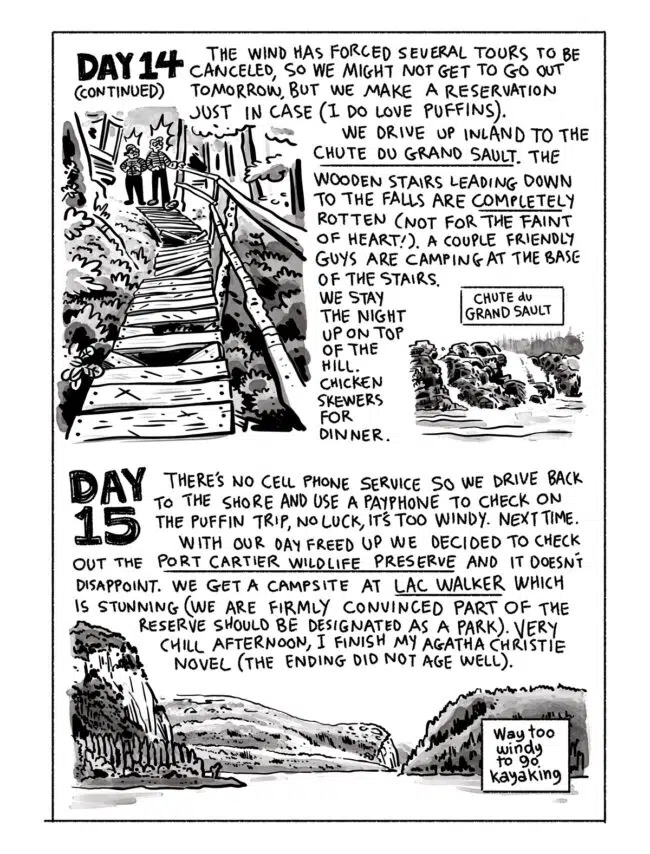 DAY 14
(CONTINUED)
THE WIND HAS FORCED SEVERAL TOURS TO BE
CANCELED, SO WE MIGHT NOT GET TO GO OUT
TOMORROW, BUT WE MAKE A RESERVATION
JUST IN CASE (I DO LOVE PUFFINS).
WE DRIVE UP INLAND TO THE
CHUTE DU GRAND SAULT. THE
WOODEN STAIRS LEADING DOWN
TO THE FALLS ARE COMPLETELY
ROTTEN (NOT FOR THE FAINT
OF HEART!). A COUPLE FRIENDLY
GUYS ARE CAMPING AT THE BASE
OF THE STAIRS.
WE STAY
THE NIGHT
UP ON TOP
OF THE
HILL.
CHICKEN
SKEWERS
FOR
DINNER.
CHUTE du
GRAND SAULT
DAY
15
THERE'S NO CELL PHONE SERVICE SO WE DRIVE BACK
TO THE SHORE AND USE A PAYPHONE TO CHECK ON
THE PUFFIN TRIP, NO LUCK, IT'S TOO WINDY. NEXT TIME.
WITH OUR DAY FREED UP WE DECIDED TO CHECK
OUT THE PORT CARTIER WILDLIFE PRESERVE AND IT DOESN'T
DISAPPOINT. WE GET A CAMPSITE AT LAC WALKER WHICH
IS STUNNING (WE ARE FIRMLY CONVINCED PART OF THE
RESERVE SHOULD BE DESIGNATED AS A PARK). VERY
CHILL AFTERNOON, I FINISH MY AGATHA CHRISTIE
NOVEL (THE ENDING DID NOT AGE WELL).
Way too
windy
to go
kayaking